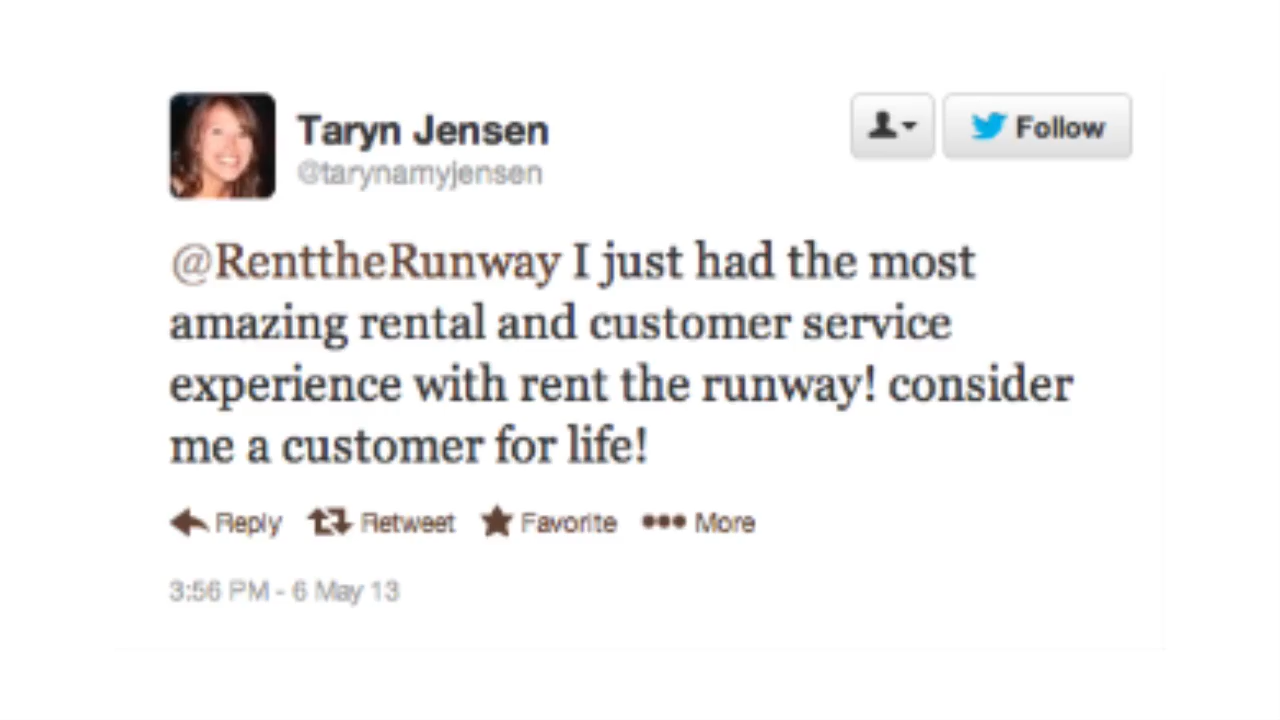 Taryn Jensen
@tarynamyjensen
Follow
@RenttheRunway I just had the most
amazing rental and customer service
experience with rent the runway! consider
me a customer for life!
Reply Retweet Favorite More
3:56 PM - 6 May 13